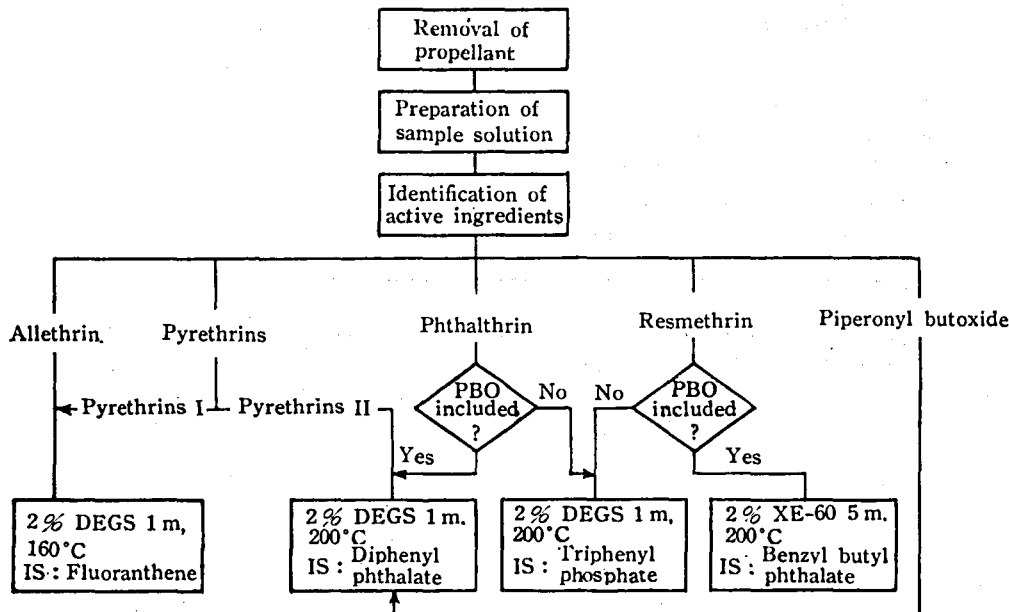 Removal of
propellant
Preparation of
sample solution
Identification of
active ingredients
Allethrin.
Pyrethrins
Phthalthrin
Resmethrin
Piperonyl butoxide
Pyrethrins I
Pyrethrins II
PBO
included
?
No
Yes
No
PBO
included
?
Yes
2% DEGS 1 m,
160°C
IS : Fluoranthene
2% DEGS 1 m.
200°C
IS : Diphenyl
phthalate
2% DEGS 1 m,
200°C
IS : Triphenyl
phosphate
2% XE-60 5 m.
200°C
IS : Benzyl butyl
phthalate